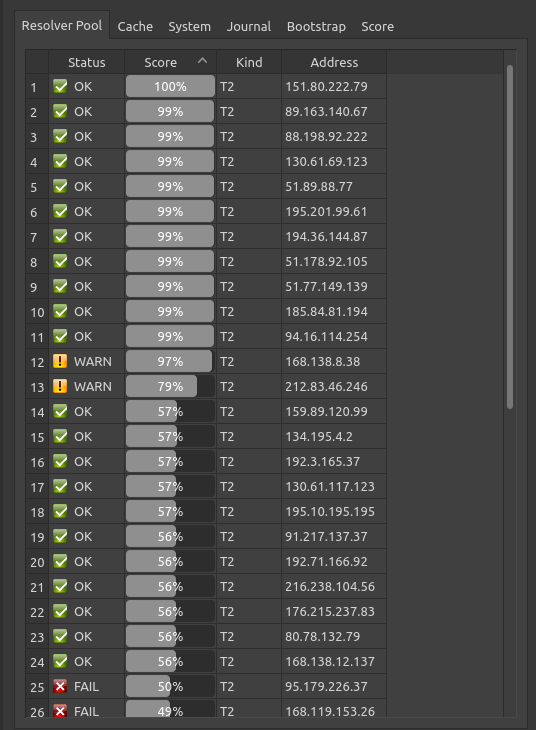 Resolver Pool Cache System Journal Bootstrap Score
Status Score Kind Address
1 OK 100% T2 151.80.222.79
2 OK 99% T2 89.163.140.67
3 OK 99% T2 88.198.92.222
4 OK 99% T2 130.61.69.123
5 OK 99% T2 51.89.88.77
6 OK 99% T2 195.201.99.61
7 OK 99% T2 194.36.144.87
8 OK 99% T2 51.178.92.105
9 OK 99% T2 51.77.149.139
10 OK 99% T2 185.84.81.194
11 OK 99% T2 94.16.114.254
12 WARN 97% T2 168.138.8.38
13 WARN 79% T2 212.83.46.246
14 OK 57% T2 159.89.120.99
15 OK 57% T2 134.195.4.2
16 OK 57% T2 192.3.165.37
17 OK 57% T2 130.61.117.123
18 OK 57% T2 195.10.195.195
19 OK 56% T2 91.217.137.37
20 OK 56% T2 192.71.166.92
21 OK 56% T2 216.238.104.56
22 OK 56% T2 176.215.237.83
23 OK 56% T2 80.78.132.79
24 OK 56% T2 168.138.12.137
25 FAIL 50% T2 95.179.226.37
26 FAIL 49% T2 168.119.153.26